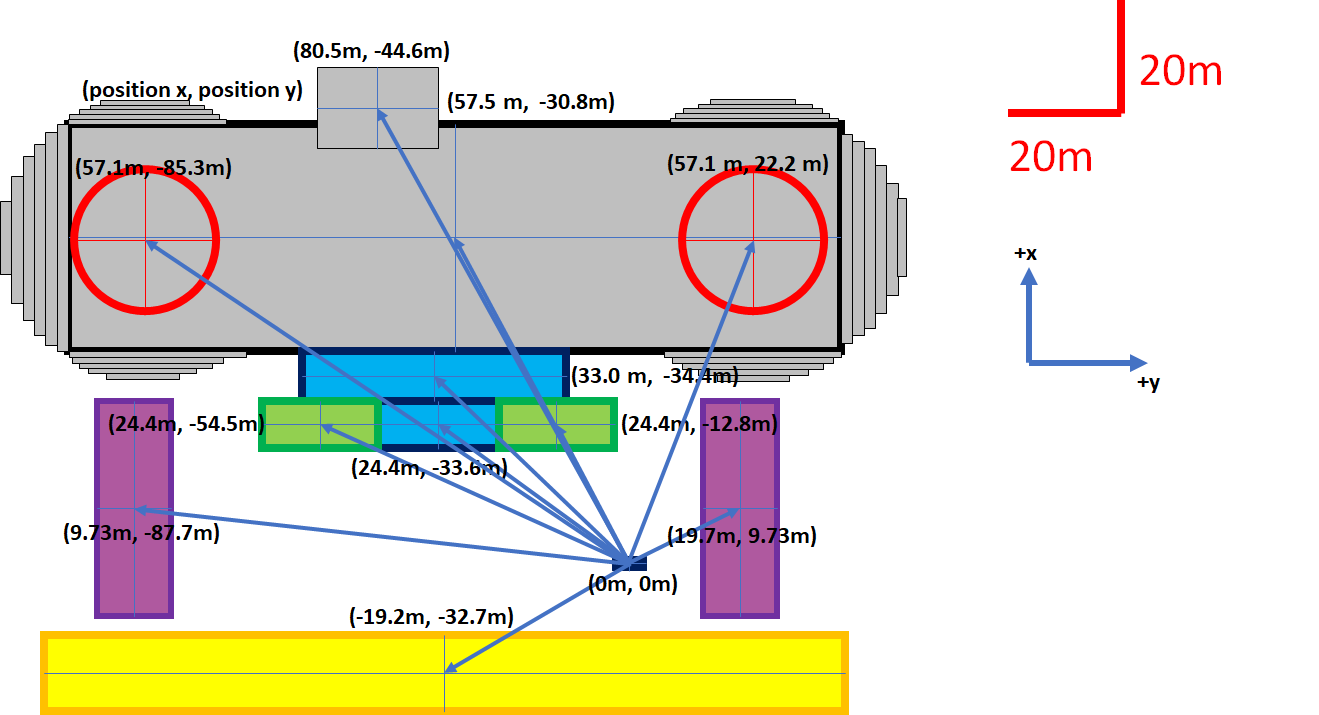 (80.5m, -44.6m)
20m
(position x, position y)
(57.5 m,  -30.8m)
20m
(57.1m, -85.3m)
(57.1 m, 22.2 m)
+x
(33.0 m,  -34.4m)
+y
(24.4m, -54.5m)
(24.4m, -12.8m)
(24.4m, -33.6m)
(9.73m, -87.7m)
(19.7m, 9.73m)
(0m, 0m)
(-19.2m, -32.7m)